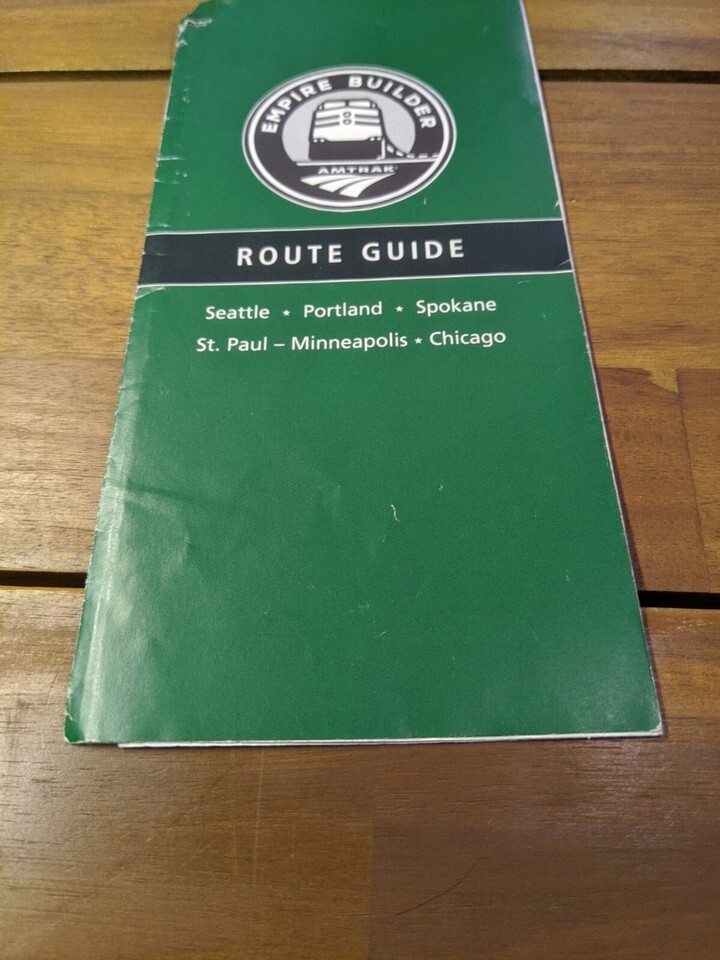 EMPIRE BUILDER
AMTRAK
ROUTE GUIDE
Seattle ⋆ Portland ⋆ Spokane
St. Paul – Minneapolis ⋆ Chicago